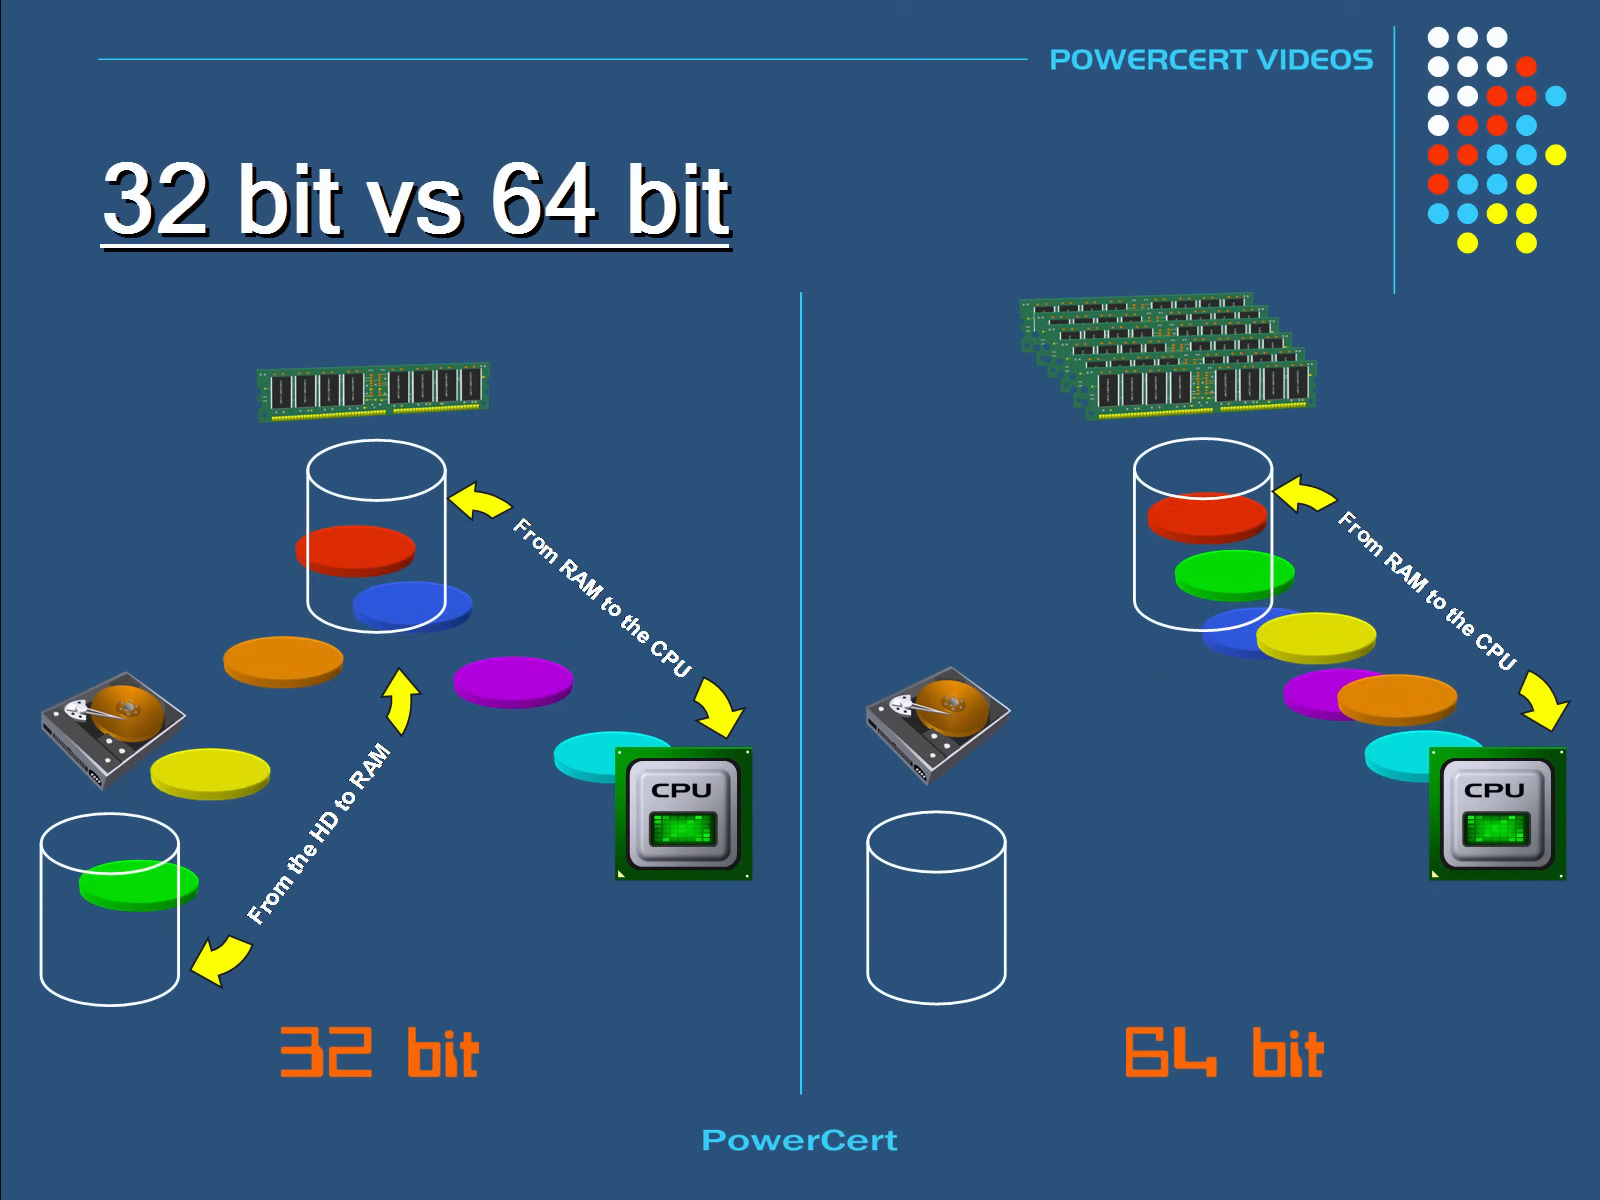 POWERCERT VIDEOS
32 bit vs 64 bit
From RAM to the CPU
From the HD to RAM
CPU
32 bit
From RAM to the CPU
CPU
64 bit
PowerCert